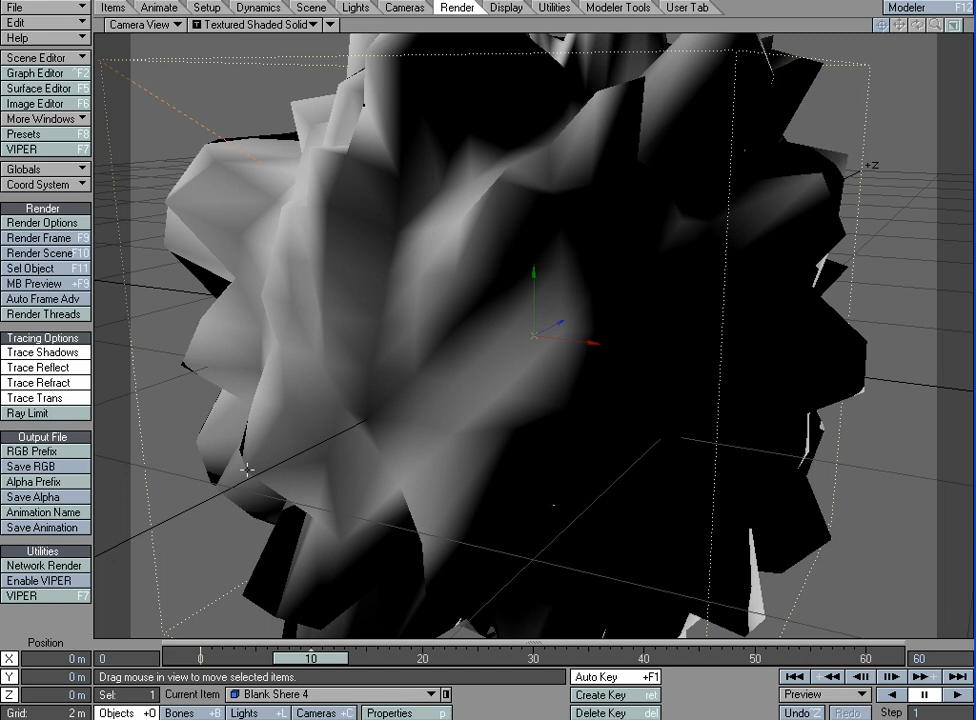 File Items Animate Setup Dynamics Scene Lights Cameras Render Display Utilities Modeler Tools User Tab Modeler F12
Edit Camera View Textured Shaded Solid
Help
Scene Editor
Graph Editor F2
Surface Editor F5
Image Editor F6
More Windows
Presets F8
VIPER F7
Globals
Coord System
Render
Render Options
Render Frame F9
Render Scene F10
Sel Object F11
MB Preview +F9
Auto Frame Adv
Render Threads
Tracing Options
Trace Shadows
Trace Reflect
Trace Refract
Trace Trans
Ray Limit
Output File
RGB Prefix
Save RGB
Alpha Prefix
Save Alpha
Animation Name
Save Animation
Utilities
Network Render
Enable VIPER
VIPER F7
+Z
Position
X 0 m 0 0 10 20 30 40 50 60 60
Y 0 m Drag mouse in view to move selected items. Auto Key +F1
Z 0 m Sel: 1 Current Item Blank Shere 4 Create Key ret Preview
Grid: 2 m Objects +O Bones +B Lights +L Cameras +C Properties p Delete Key del Undo Z Redo Step 1